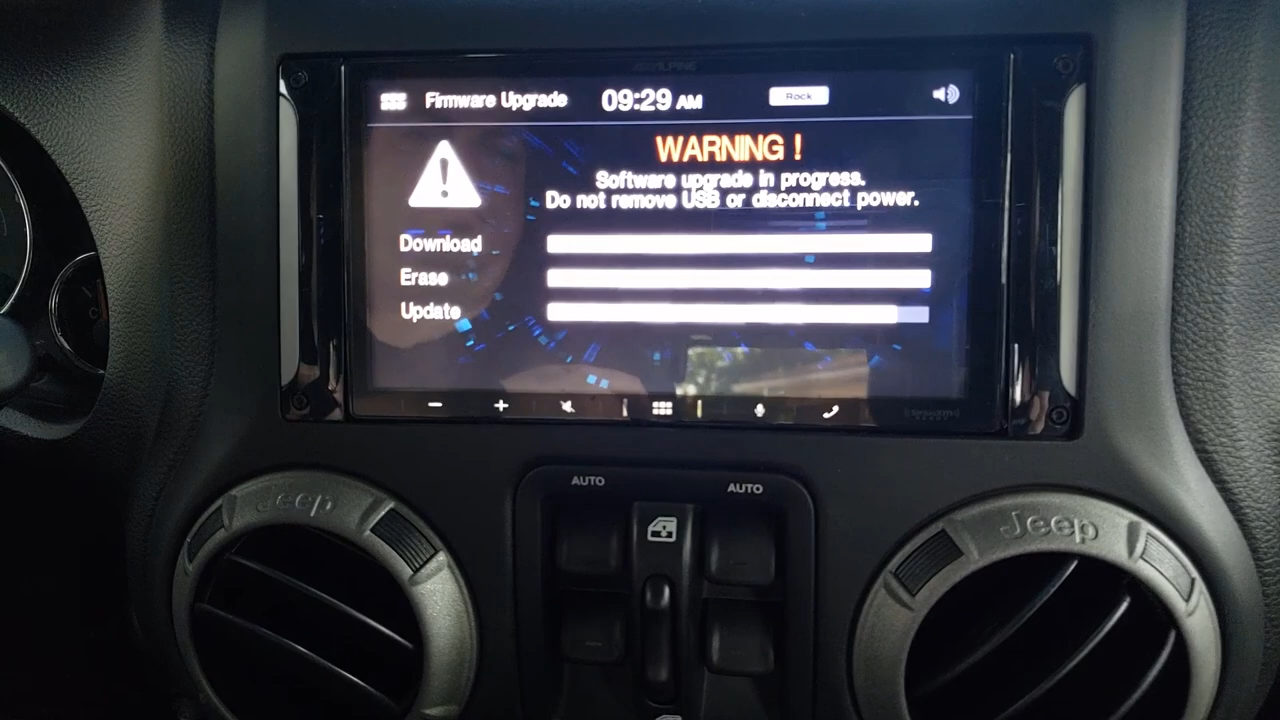 ALPINE
Firmware Upgrade 09:29 AM Rock
WARNING !
Software upgrade in progress.
Do not remove USB or disconnect power.
Download
Erase
Update
AUTO AUTO
Jeep Jeep